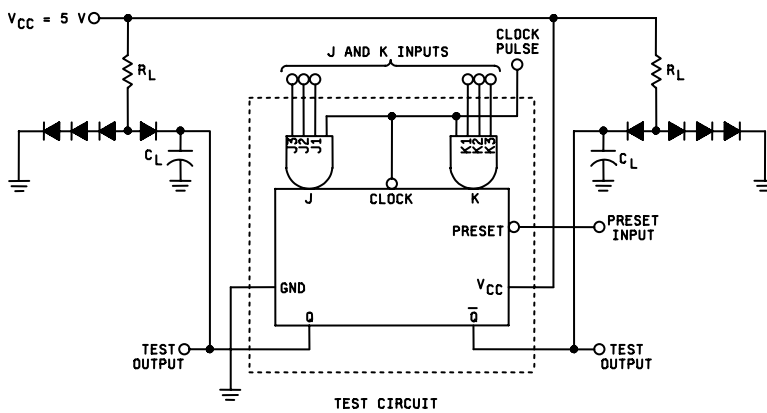 V CC = 5 V
CLOCK
PULSE
J AND K INPUTS
R L
R L
J3
J2
J1
K1
K2
K3
C L
C L
J
CLOCK
K
PRESET
PRESET
INPUT
GND
V CC
Q
Q̅
TEST
OUTPUT
TEST
OUTPUT
TEST CIRCUIT